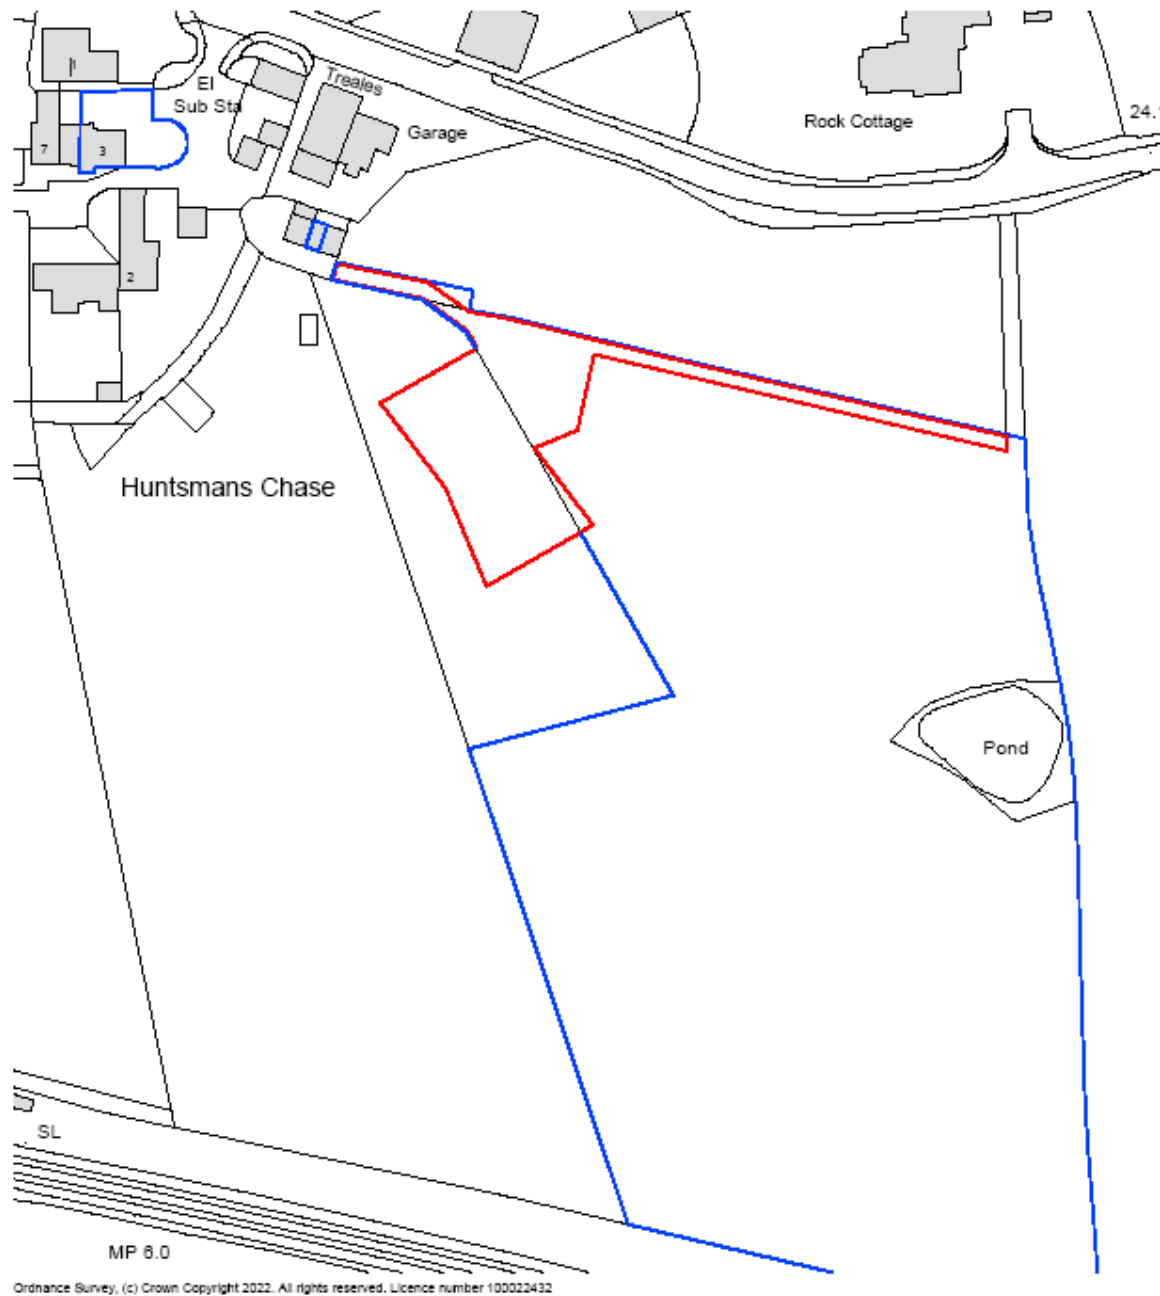 1
El
Sub Sta
Treales
Garage
Rock Cottage
24.
7
3
2
Huntsmans Chase
Pond
SL
MP 6.0
Ordnance Survey, (c) Crown Copyright 2022. All rights reserved. Licence number 100022432